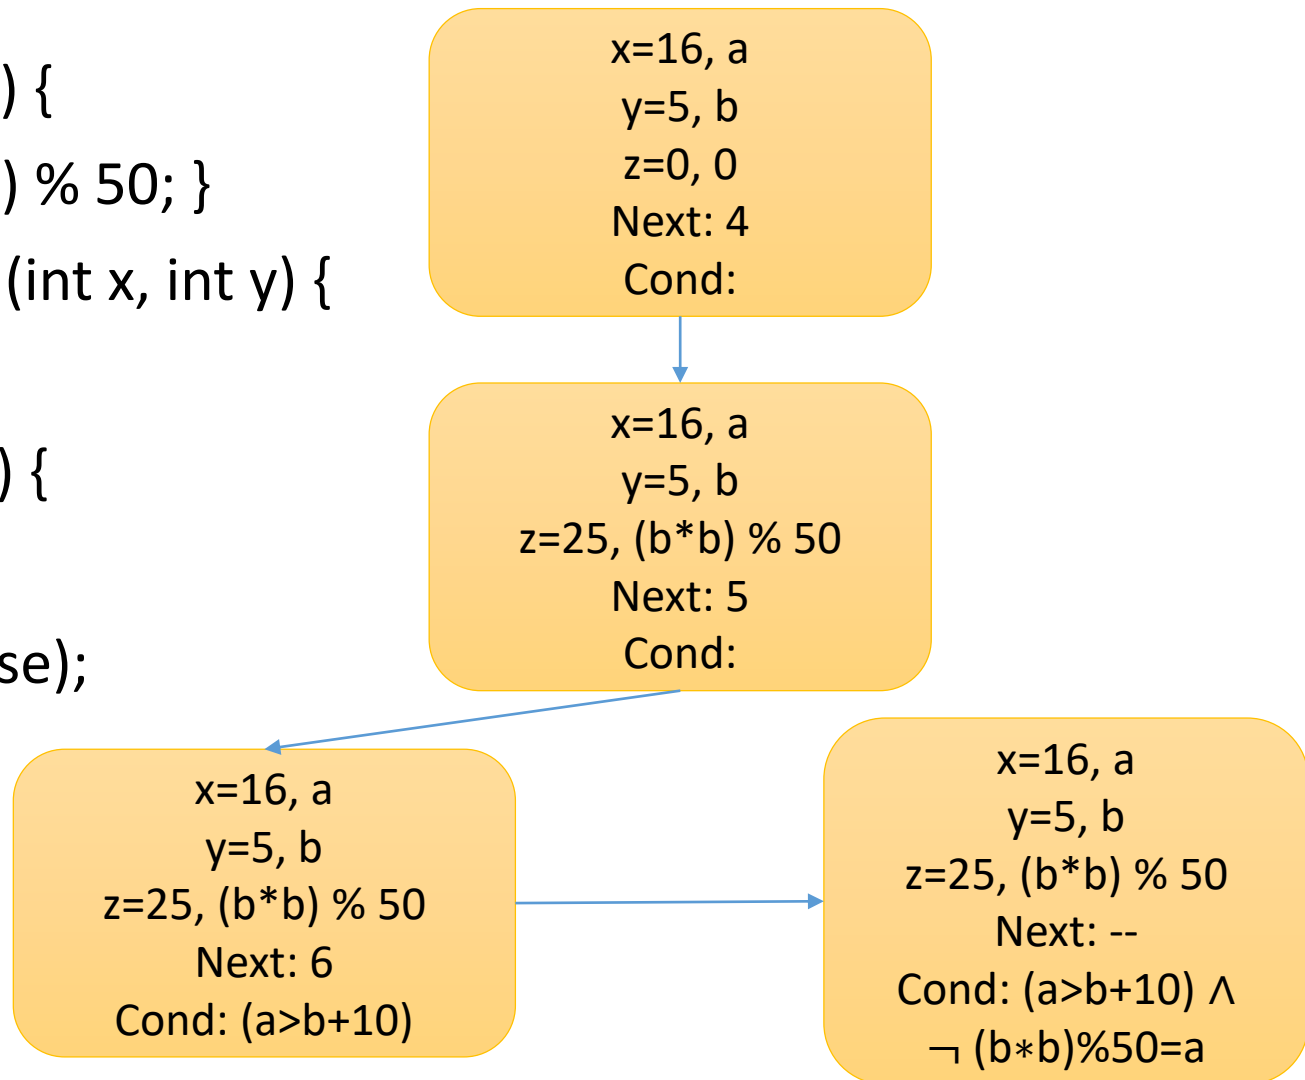 ) {
) % 50; }
(int x, int y) {
) {
se);
x=16, a
y=5, b
z=0, 0
Next: 4
Cond:
x=16, a
y=5, b
z=25, (b*b) % 50
Next: 5
Cond:
x=16, a
y=5, b
z=25, (b*b) % 50
Next: 6
Cond: (a>b+10)
x=16, a
y=5, b
z=25, (b*b) % 50
Next: --
Cond: (a>b+10) ∧
¬ (b∗b)%50=a